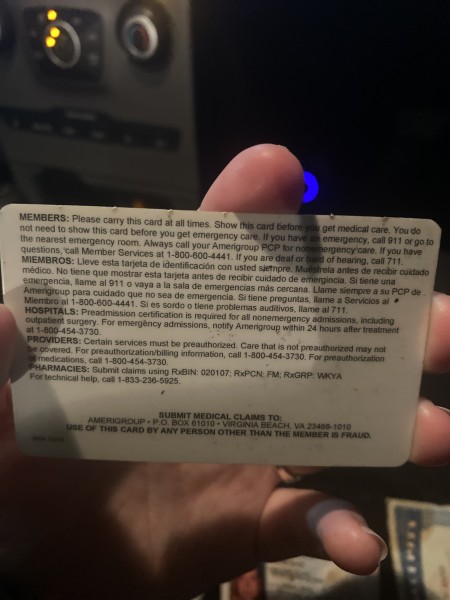 MEMBERS: Please carry this card at all times. Show this card before you get medical care. You do
not need to show this card before you get emergency care. If you have an emergency, call 911 or go to
the nearest emergency room. Always call your Amerigroup PCP for nonemergency care. If you have
questions, call Member Services at 1-800-600-4441. If you are deaf or hard of hearing, call 711.
MIEMBROS: Lleve esta tarjeta de identificación con usted siempre. Muéstrela antes de recibir cuidado
médico. No tiene que mostrar esta tarjeta antes de recibir cuidado de emergencia. Si tiene una
emergencia, llame al 911 o vaya a la sala de emergencias más cercana. Llame siempre a su PCP de
Amerigroup para cuidado que no sea de emergencia. Si tiene preguntas, llame a Servicios al
Miembro al 1-800-600-4441. Si es sordo o tiene problemas auditivos, llame al 711.
HOSPITALS: Preadmission certification is required for all nonemergency admissions, including
outpatient surgery. For emergency admissions, notify Amerigroup within 24 hours after treatment
at 1-800-454-3730.
PROVIDERS: Certain services must be preauthorized. Care that is not preauthorized may not
be covered. For preauthorization/billing information, call 1-800-454-3730. For preauthorization
of medications, call 1-800-454-3730.
PHARMACIES: Submit claims using RxBIN: 020107; RxPCN: FM; RxGRP: WKYA
For technical help, call 1-833-236-5925.
SUBMIT MEDICAL CLAIMS TO:
AMERIGROUP • P.O. BOX 61010 • VIRGINIA BEACH, VA 23466-1010
USE OF THIS CARD BY ANY PERSON OTHER THAN THE MEMBER IS FRAUD.